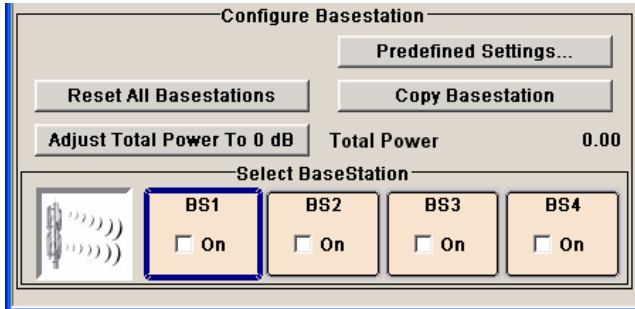 Configure Basestation
Predefined Settings...
Reset All Basestations
Copy Basestation
Adjust Total Power To 0 dB
Total Power
0.00
Select BaseStation
BS1
BS2
BS3
BS4
On
On
On
On